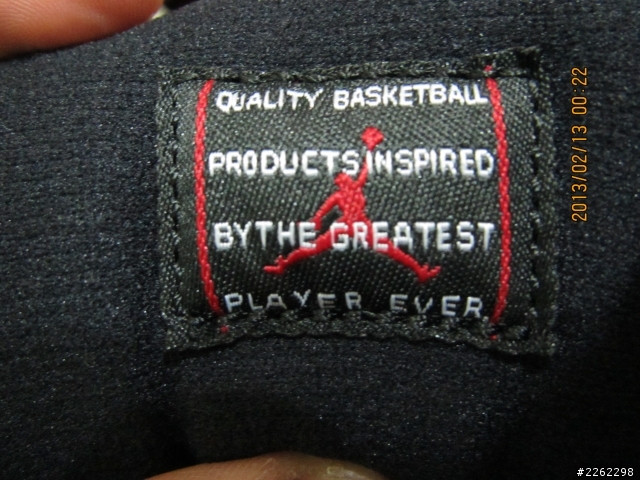 QUALITY BASKETBALL
PRODUCTS INSPIRED
BY THE GREATEST
PLAYER EVER
2013/02/13 00:22
#2262298